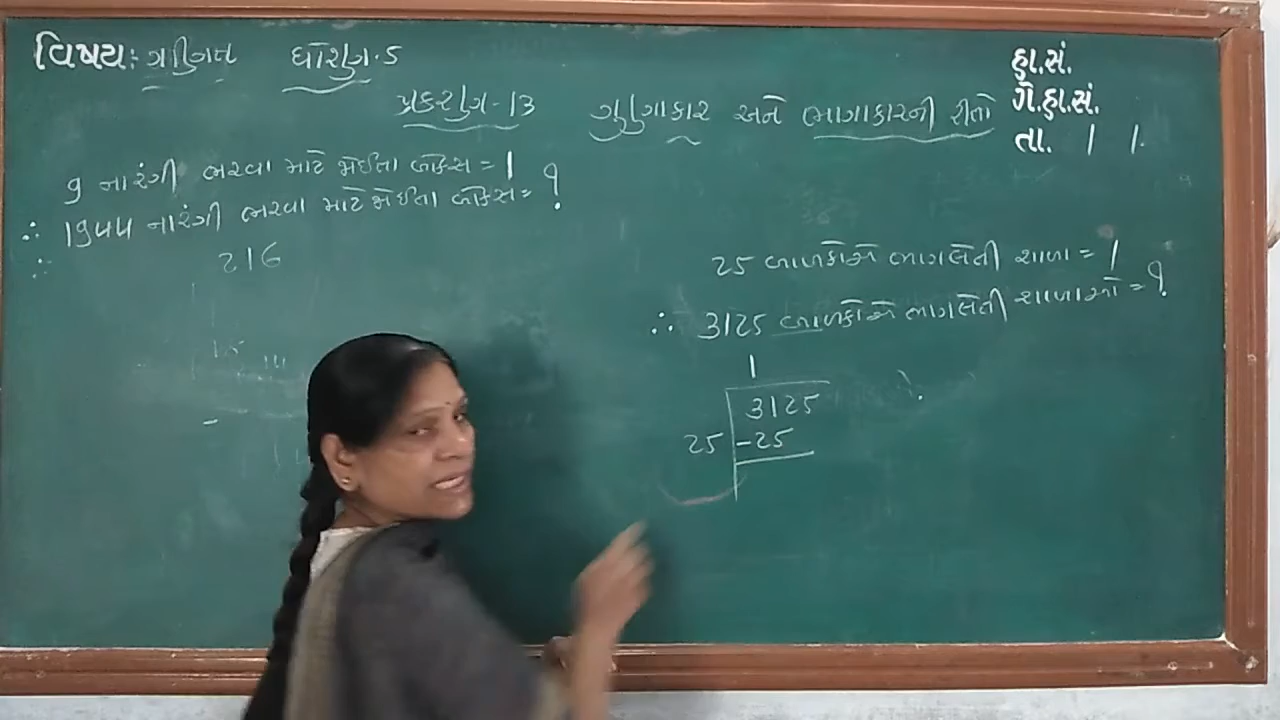 વિષય: ગણિત ધોરણ-5
હા.સં.
ગે.હા.સં.
તા. / /
પ્રકરણ-13 ગુણાકાર અને ભાગાકારની રીતો
9 નારંગી ભરવા માટે જોઈતા બોક્સ = 1
∴ 1944 નારંગી ભરવા માટે જોઈતા બોક્સ = ?
∴ 216
25 બાળકોએ ભાગલેતી શાળા = 1
∴ 3125 બાળકોએ ભાગલેતી શાળાઓ = ?
1
3125
25 -25